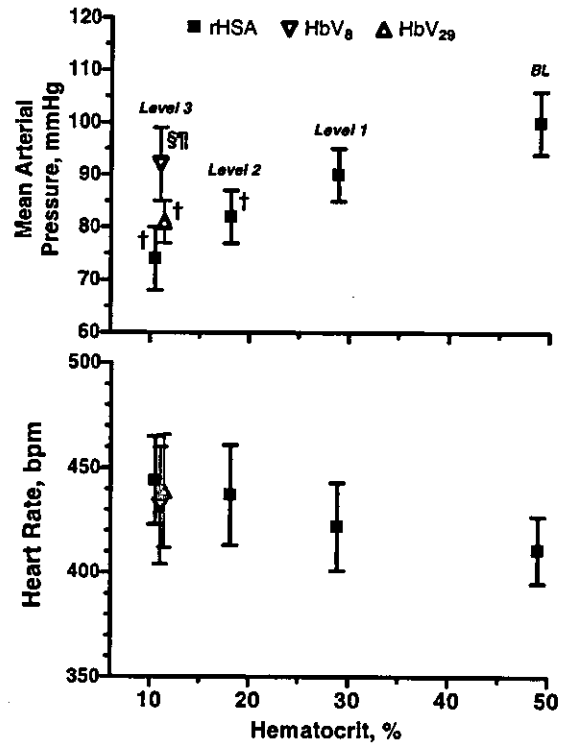 ■ rHSA ▽ HbV₈ △ HbV₂₉
Mean Arterial
Pressure, mmHg
120
110
100
90
80
70
60
BL
Level 3
§¶
Level 1
Level 2
†
†
†
Heart Rate, bpm
500
450
400
350
10
20
30
40
50
Hematocrit, %